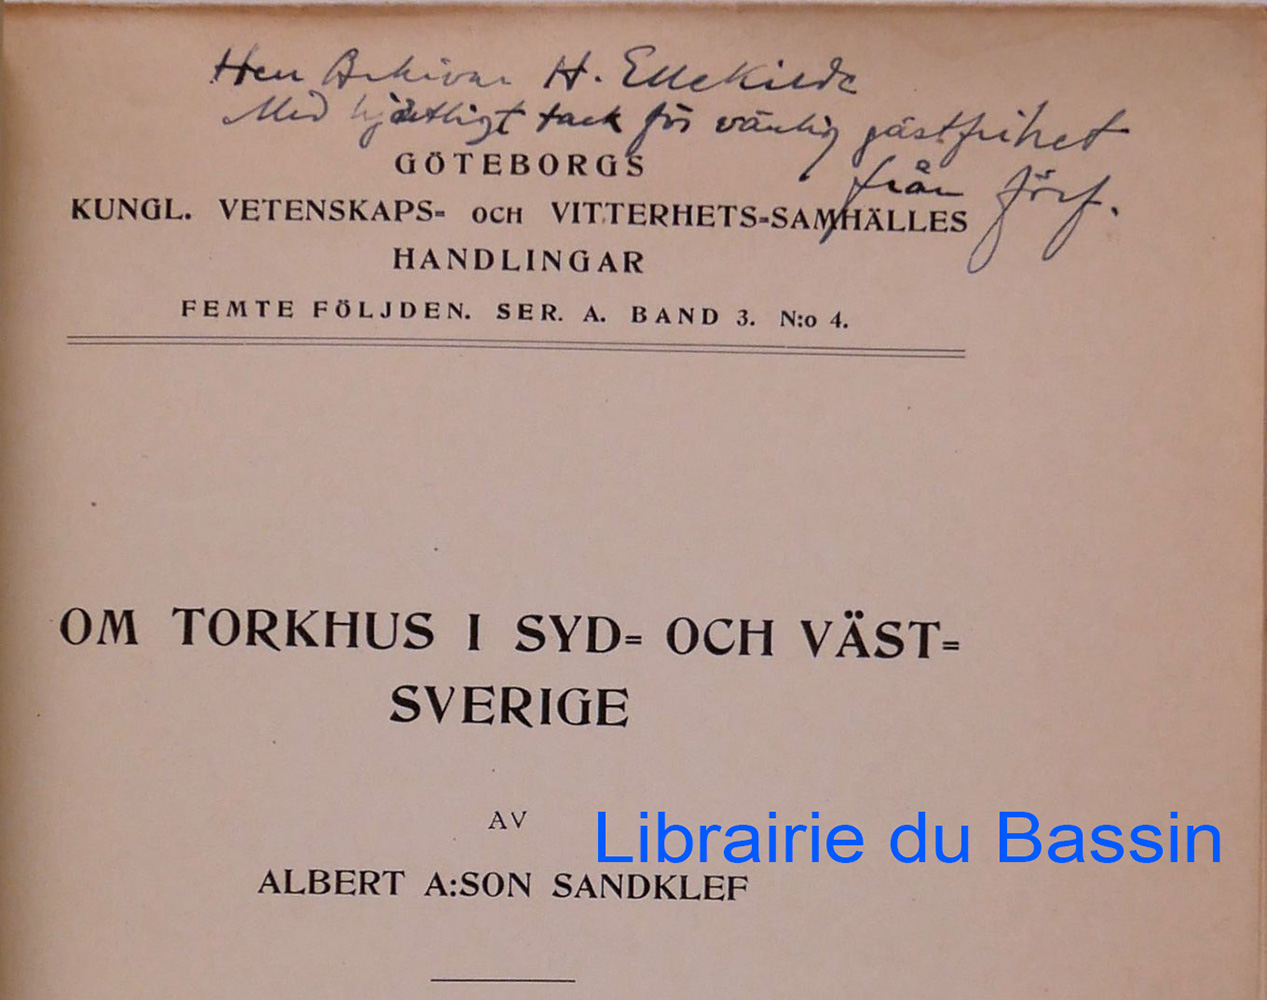 Herr Arkivar H. Ellekilde
Med hjärtligt tack för vänlig gästfrihet
från förf.
GÖTEBORGS
KUNGL. VETENSKAPS= OCH VITTERHETS=SAMHÄLLES
HANDLINGAR
FEMTE FÖLJDEN. SER. A. BAND 3. N:o 4.
OM TORKHUS I SYD= OCH VÄST=
SVERIGE
AV
ALBERT A:SON SANDKLEF
Librairie du Bassin